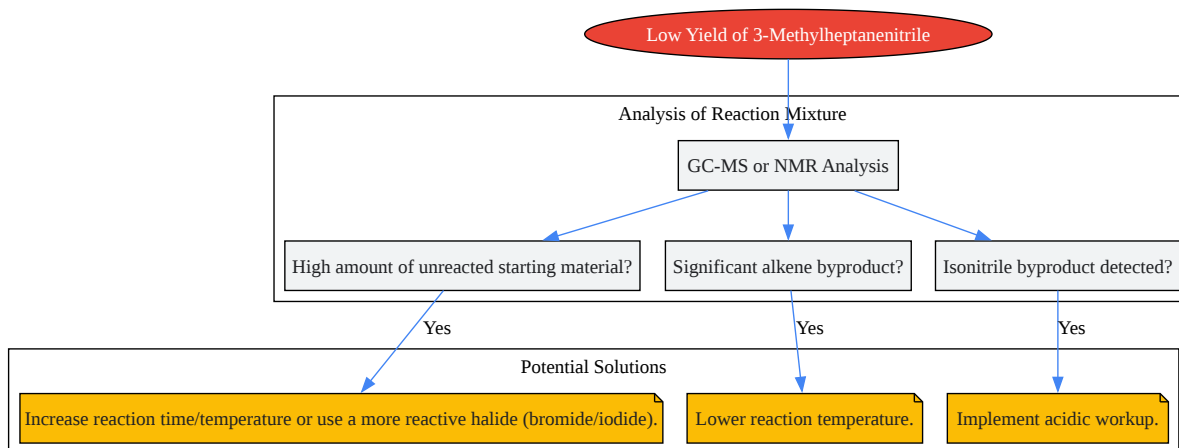 Low Yield of 3-Methylheptanenitrile
Analysis of Reaction Mixture
GC-MS or NMR Analysis
High amount of unreacted starting material?
Significant alkene byproduct?
Isonitrile byproduct detected?
Yes
Yes
Yes
Potential Solutions
Increase reaction time/temperature or use a more reactive halide (bromide/iodide).
Lower reaction temperature.
Implement acidic workup.